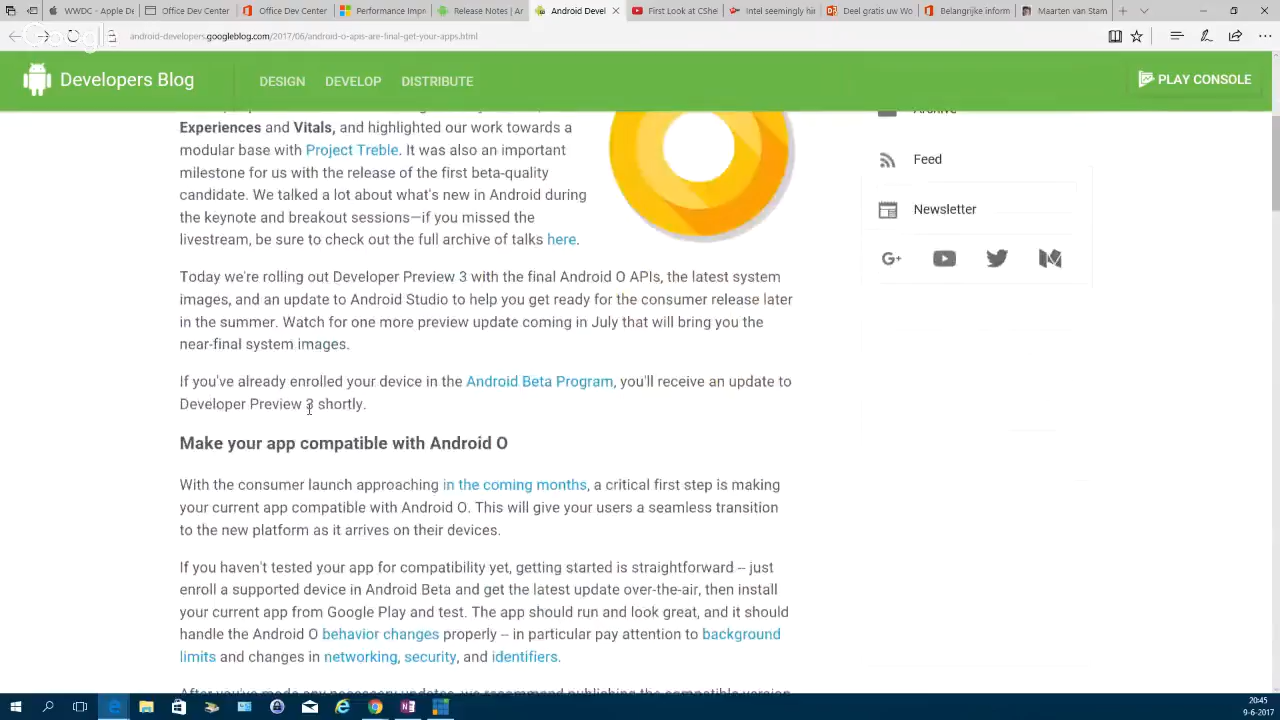 WWDC - Apple De
Office Dev Center
Office Dev Center
Performance Imp
Release Notes | Ar
Android Devel
First Look at CShe
Intel seemingly hi
Deel gratis uw Wo
Belangrijke inform
Maarten van Stam
android-developers.googleblog.com/2017/06/android-o-apis-are-final-get-your-apps.html
Developers Blog
DESIGN DEVELOP DISTRIBUTE
PLAY CONSOLE
Experiences and Vitals, and highlighted our work towards a
modular base with Project Treble. It was also an important
milestone for us with the release of the first beta-quality
candidate. We talked a lot about what's new in Android during
the keynote and breakout sessions—if you missed the
livestream, be sure to check out the full archive of talks here.
Today we're rolling out Developer Preview 3 with the final Android O APIs, the latest system
images, and an update to Android Studio to help you get ready for the consumer release later
in the summer. Watch for one more preview update coming in July that will bring you the
near-final system images.
If you've already enrolled your device in the Android Beta Program, you'll receive an update to
Developer Preview 3 shortly.
Make your app compatible with Android O
With the consumer launch approaching in the coming months, a critical first step is making
your current app compatible with Android O. This will give your users a seamless transition
to the new platform as it arrives on their devices.
If you haven't tested your app for compatibility yet, getting started is straightforward -- just
enroll a supported device in Android Beta and get the latest update over-the-air, then install
your current app from Google Play and test. The app should run and look great, and it should
handle the Android O behavior changes properly -- in particular pay attention to background
limits and changes in networking, security, and identifiers.
After you've made any necessary updates, we recommend publishing the compatible version
Archive
Feed
Newsletter
G+
20:45
9-6-2017